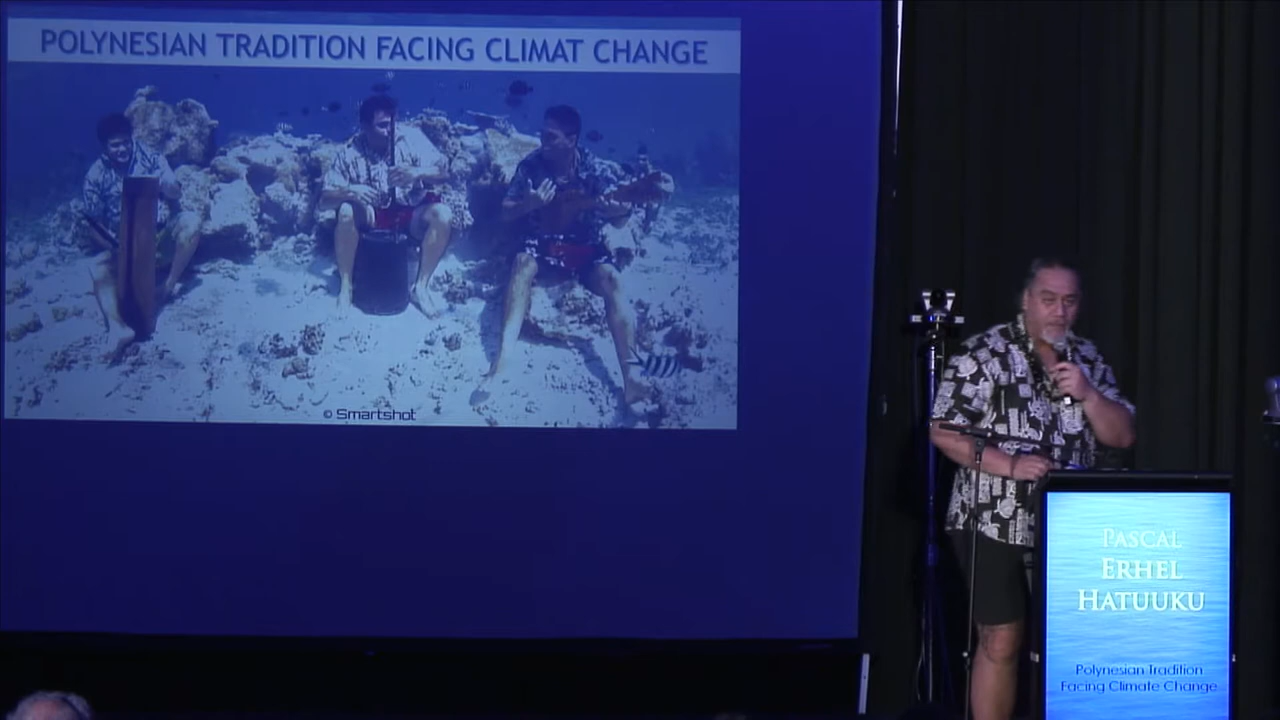 POLYNESIAN TRADITION FACING CLIMAT CHANGE
© Smartshot
PASCAL
ERHEL
HATUUKU
Polynesian Tradition
Facing Climate Change